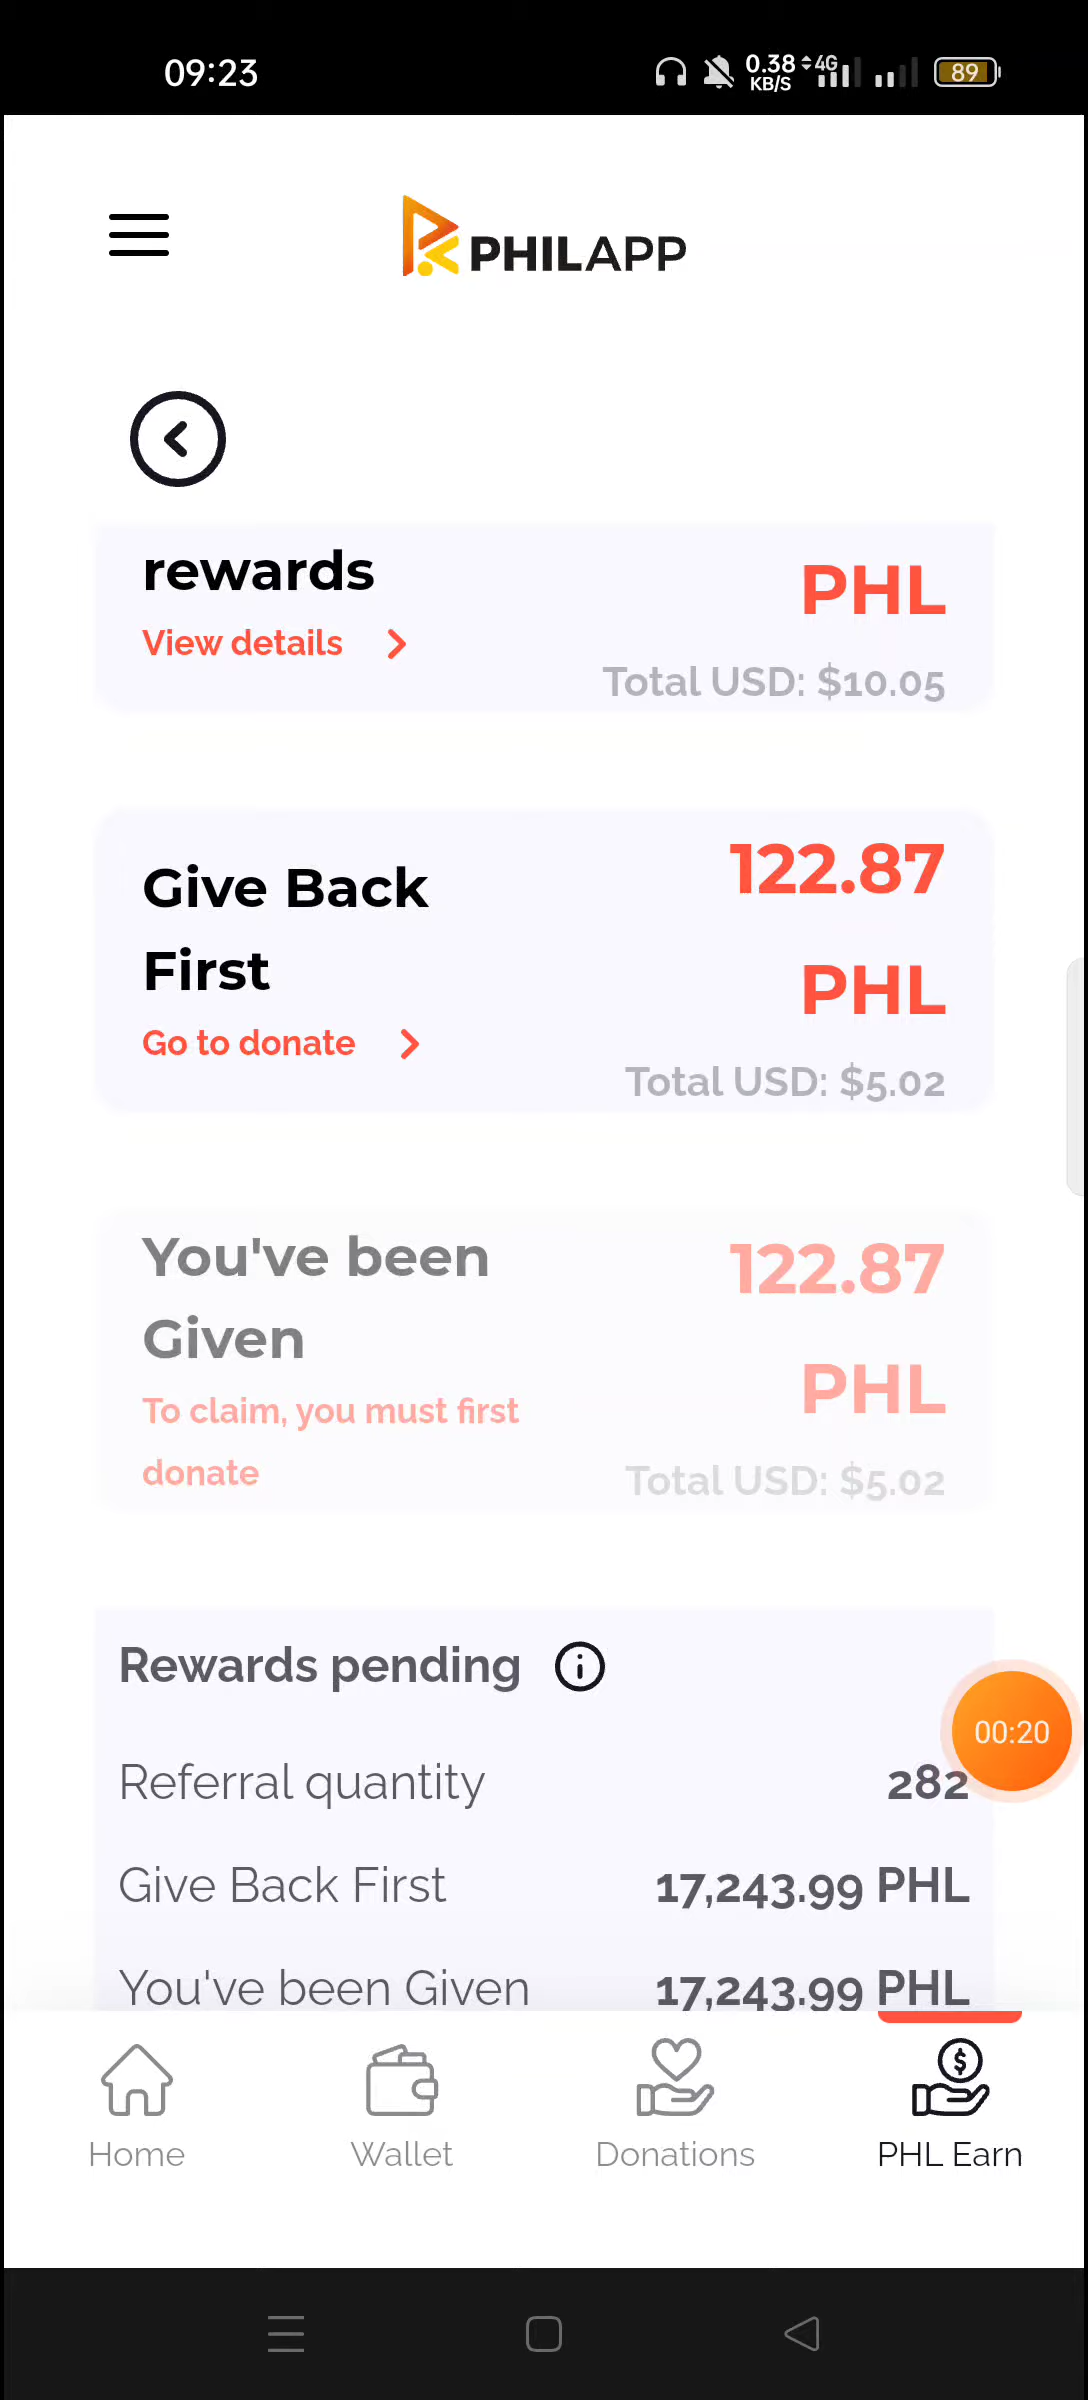 09:23
0.38
KB/S
4G
89
PHILAPP
rewards
PHL
View details
Total USD: $10.05
Give Back
First
122.87
PHL
Go to donate
Total USD: $5.02
You've been
Given
122.87
PHL
To claim, you must first
donate
Total USD: $5.02
Rewards pending
00:20
Referral quantity 282
Give Back First 17,243.99 PHL
You've been Given 17,243.99 PHL
Home Wallet Donations PHL Earn